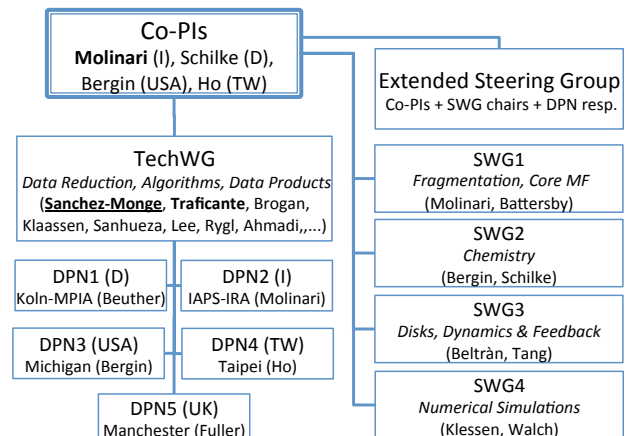 Co-PIs
Molinari (I), Schilke (D),
Bergin (USA), Ho (TW)
Extended Steering Group
Co-PIs + SWG chairs + DPN resp.
TechWG
Data Reduction, Algorithms, Data Products
(Sanchez-Monge, Traficante, Brogan,
Klaassen, Sanhueza, Lee, Rygl, Ahmadi,,...)
DPN1 (D)
Koln-MPIA (Beuther)
DPN2 (I)
IAPS-IRA (Molinari)
DPN3 (USA)
Michigan (Bergin)
DPN4 (TW)
Taipei (Ho)
DPN5 (UK)
Manchester (Fuller)
SWG1
Fragmentation, Core MF
(Molinari, Battersby)
SWG2
Chemistry
(Bergin, Schilke)
SWG3
Disks, Dynamics & Feedback
(Beltràn, Tang)
SWG4
Numerical Simulations
(Klessen, Walch)